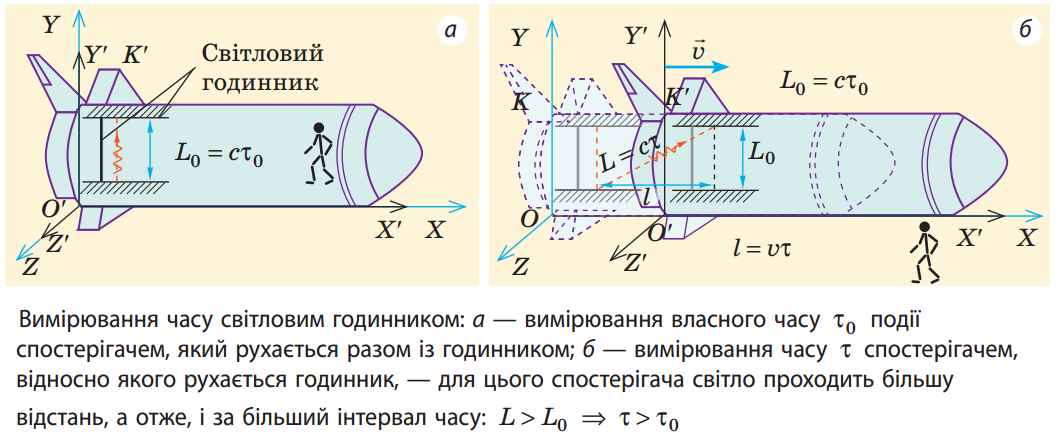 а
Y
Y′ K′
Світловий
годинник
L₀ = cτ₀
O′
Z′
Z
X′ X
б
Y Y′
v⃗
L₀ = cτ₀
K K′
L = cτ
L₀
l
O
O′
Z
Z′
l = vτ
X′ X
Вимірювання часу світловим годинником: а — вимірювання власного часу τ₀ події
спостерігачем, який рухається разом із годинником; б — вимірювання часу τ спостерігачем,
відносно якого рухається годинник, — для цього спостерігача світло проходить більшу
відстань, а отже, і за більший інтервал часу: L > L₀ ⇒ τ > τ₀